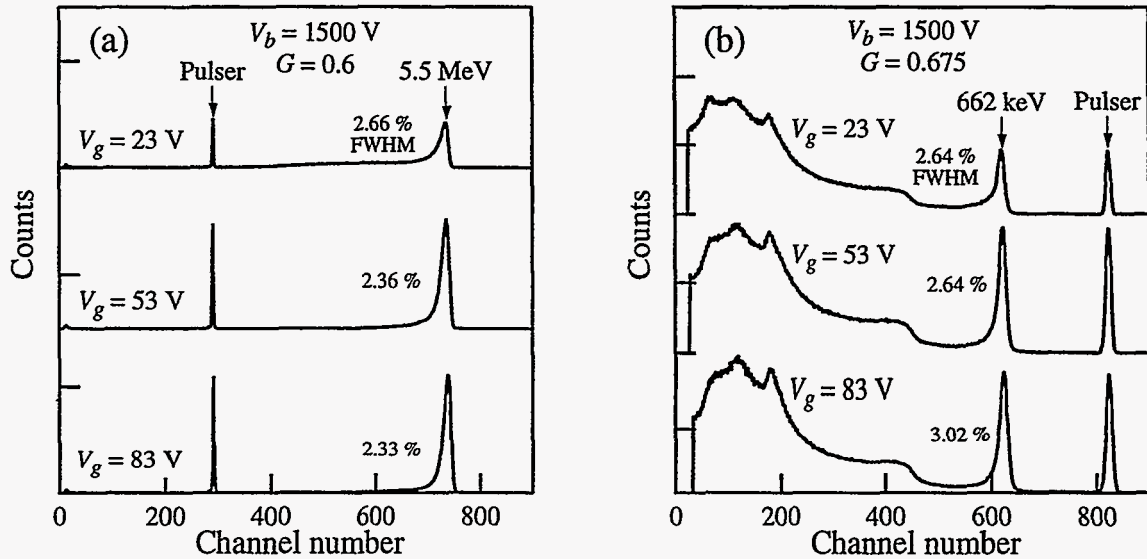 (a)
V_b = 1500 V
G = 0.6
Pulser
5.5 MeV
V_g = 23 V
2.66 %
FWHM
V_g = 53 V
2.36 %
V_g = 83 V
2.33 %
Counts
0 200 400 600 800
Channel number
(b)
V_b = 1500 V
G = 0.675
662 keV
Pulser
V_g = 23 V
2.64 %
FWHM
V_g = 53 V
2.64 %
V_g = 83 V
3.02 %
Counts
0 200 400 600 800
Channel number